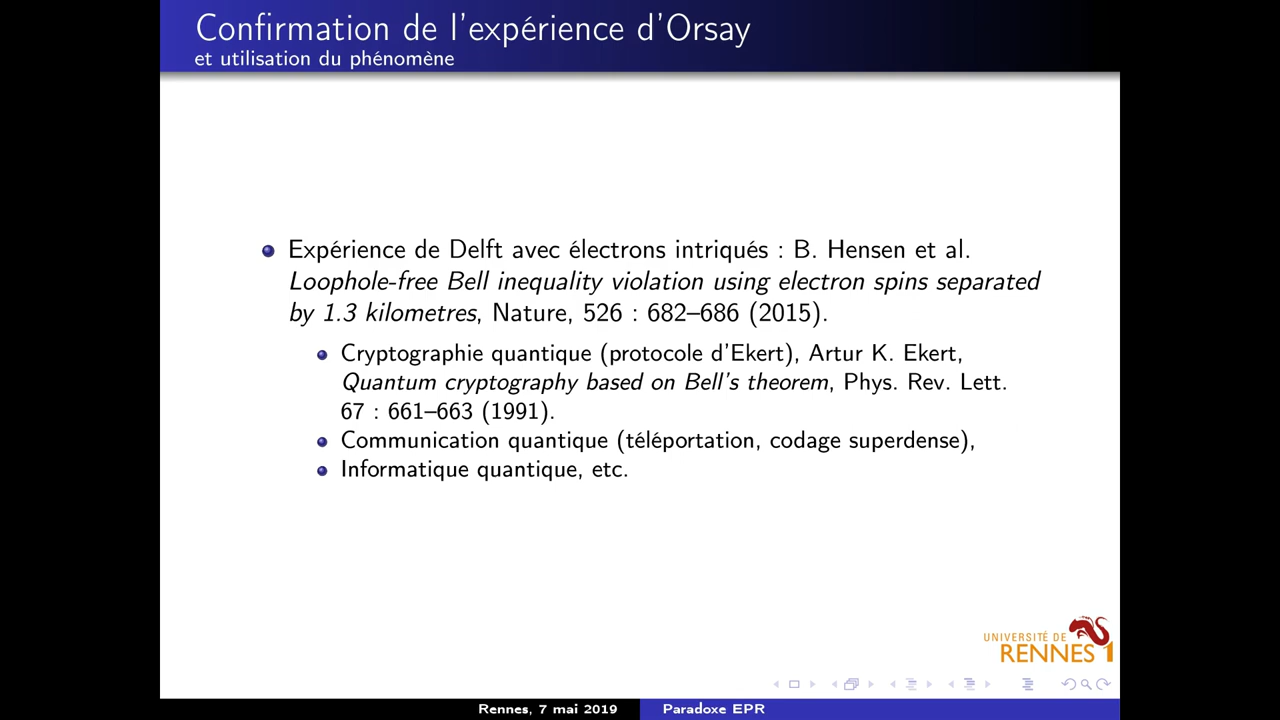 Confirmation de l'expérience d'Orsay
et utilisation du phénomène
Expérience de Delft avec électrons intriqués : B. Hensen et al.
Loophole-free Bell inequality violation using electron spins separated
by 1.3 kilometres, Nature, 526 : 682–686 (2015).
Cryptographie quantique (protocole d'Ekert), Artur K. Ekert,
Quantum cryptography based on Bell's theorem, Phys. Rev. Lett.
67 : 661–663 (1991).
Communication quantique (téléportation, codage superdense),
Informatique quantique, etc.
UNIVERSITÉ DE
RENNES 1
Rennes, 7 mai 2019
Paradoxe EPR